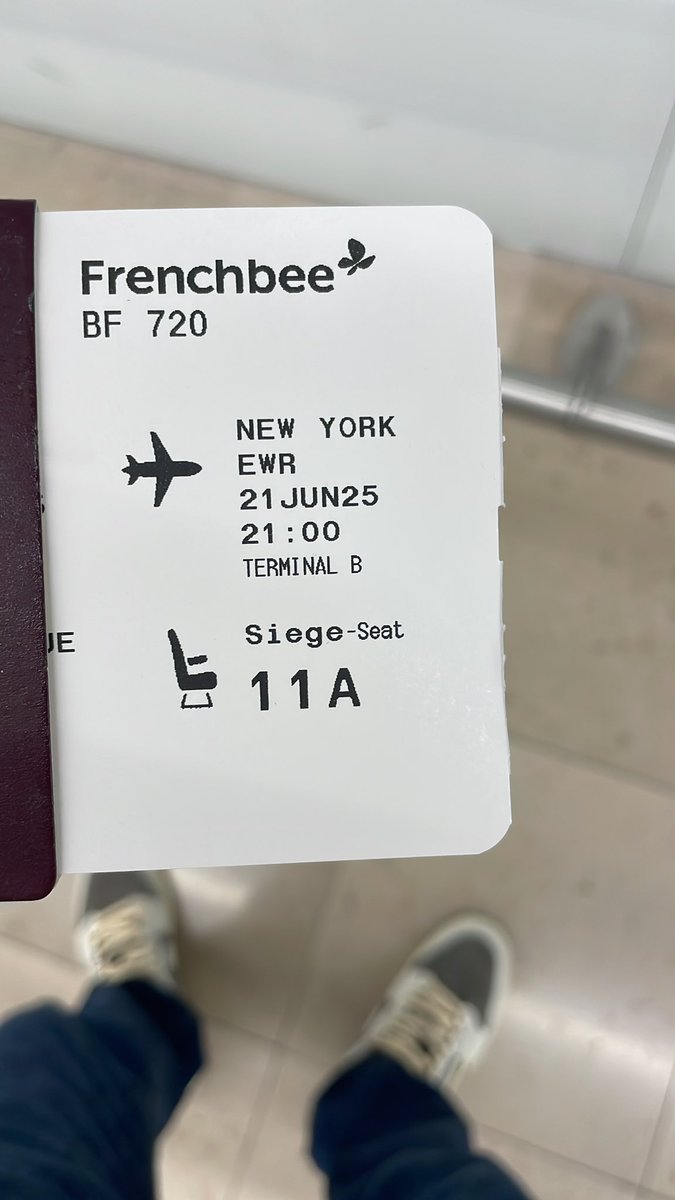 Frenchbee
BF 720
NEW YORK
EWR
21JUN25
21:00
TERMINAL B
Siege-Seat
11A